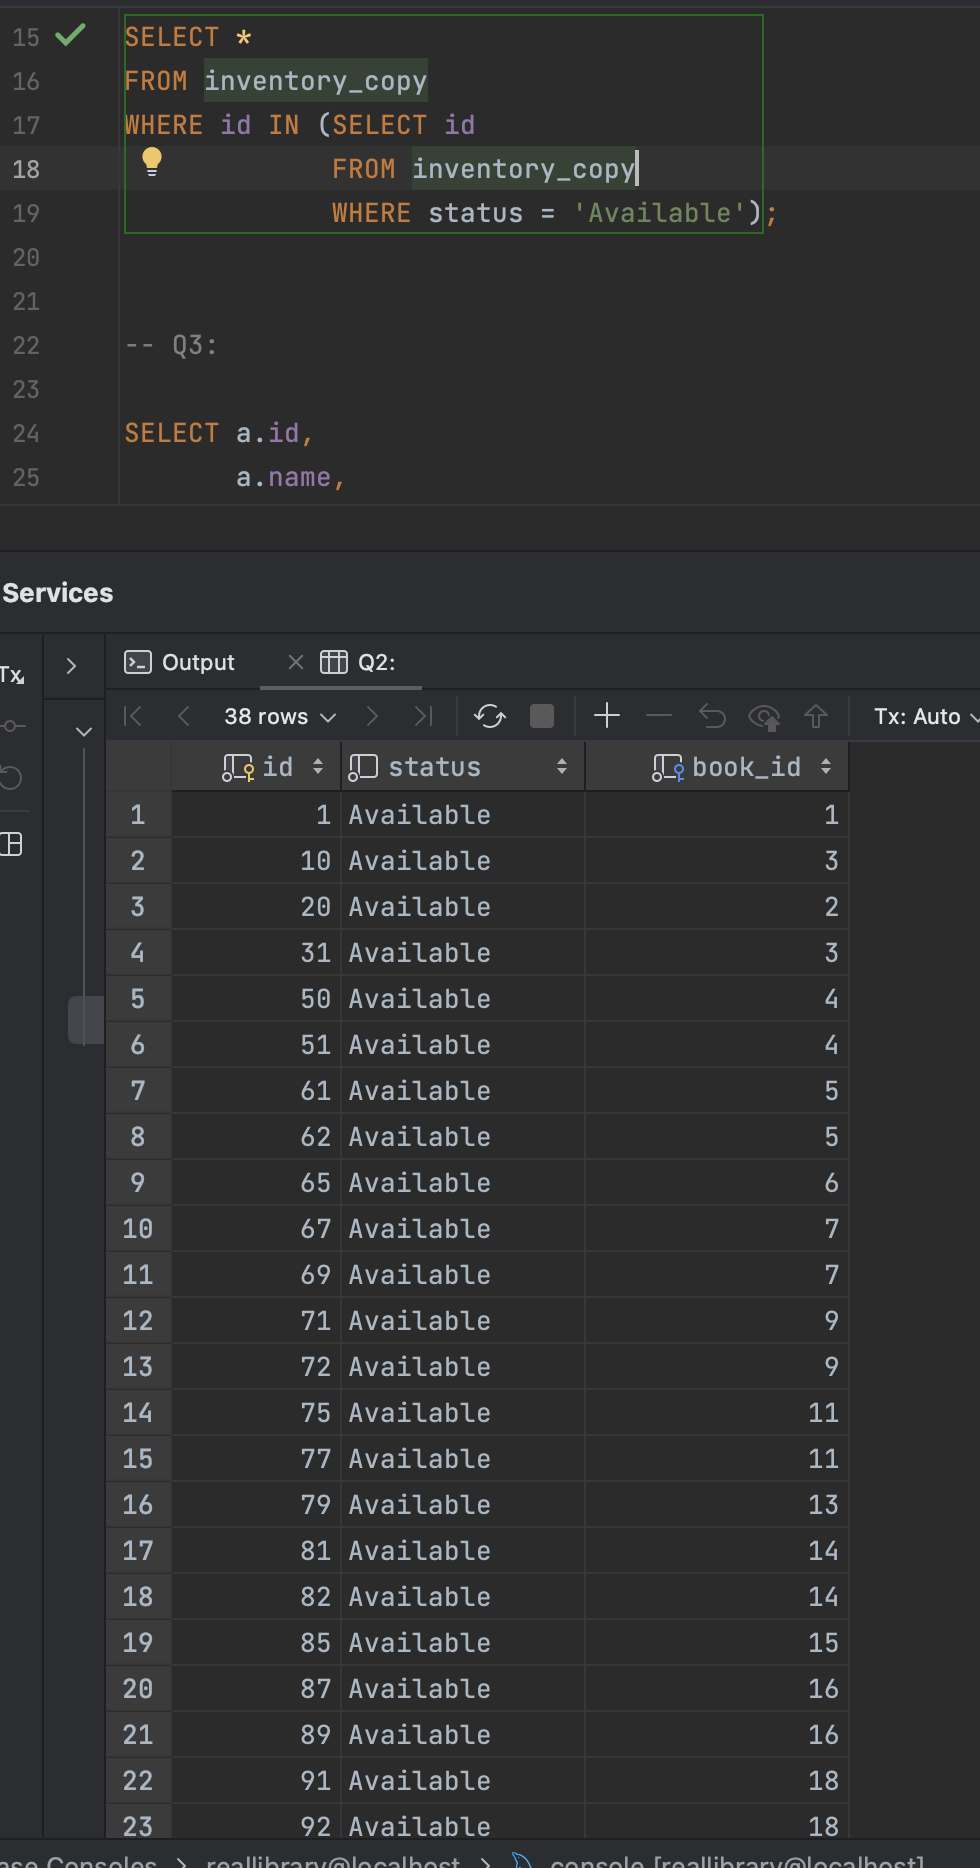 15 SELECT *
16 FROM inventory_copy
17 WHERE id IN (SELECT id
18 FROM inventory_copy
19 WHERE status = 'Available');
20
21
22 -- Q3:
23
24 SELECT a.id,
25 a.name,
Services
Tx
Output
Q2:
38 rows
Tx: Auto
id status book_id
1 1 Available 1
2 10 Available 3
3 20 Available 2
4 31 Available 3
5 50 Available 4
6 51 Available 4
7 61 Available 5
8 62 Available 5
9 65 Available 6
10 67 Available 7
11 69 Available 7
12 71 Available 9
13 72 Available 9
14 75 Available 11
15 77 Available 11
16 79 Available 13
17 81 Available 14
18 82 Available 14
19 85 Available 15
20 87 Available 16
21 89 Available 16
22 91 Available 18
23 92 Available 18
ase Consoles > reallibrary@localhost > console [reallibrary@localhost]